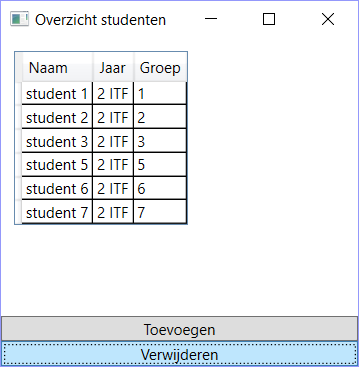 Overzicht studenten
Naam Jaar Groep
student 1 2 ITF 1
student 2 2 ITF 2
student 3 2 ITF 3
student 5 2 ITF 5
student 6 2 ITF 6
student 7 2 ITF 7
Toevoegen
Verwijderen